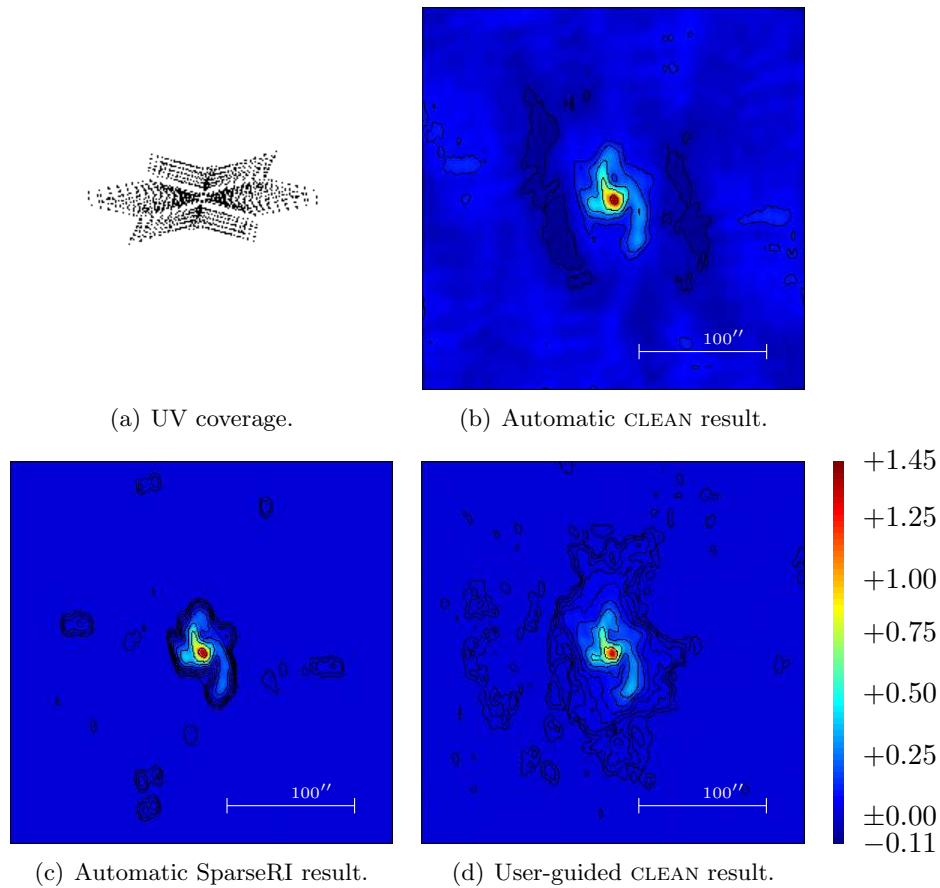 100′′
(a) UV coverage.
(b) Automatic CLEAN result.
+1.45
+1.25
+1.00
+0.75
+0.50
+0.25
±0.00
−0.11
100′′
100′′
(c) Automatic SparseRI result.
(d) User-guided CLEAN result.